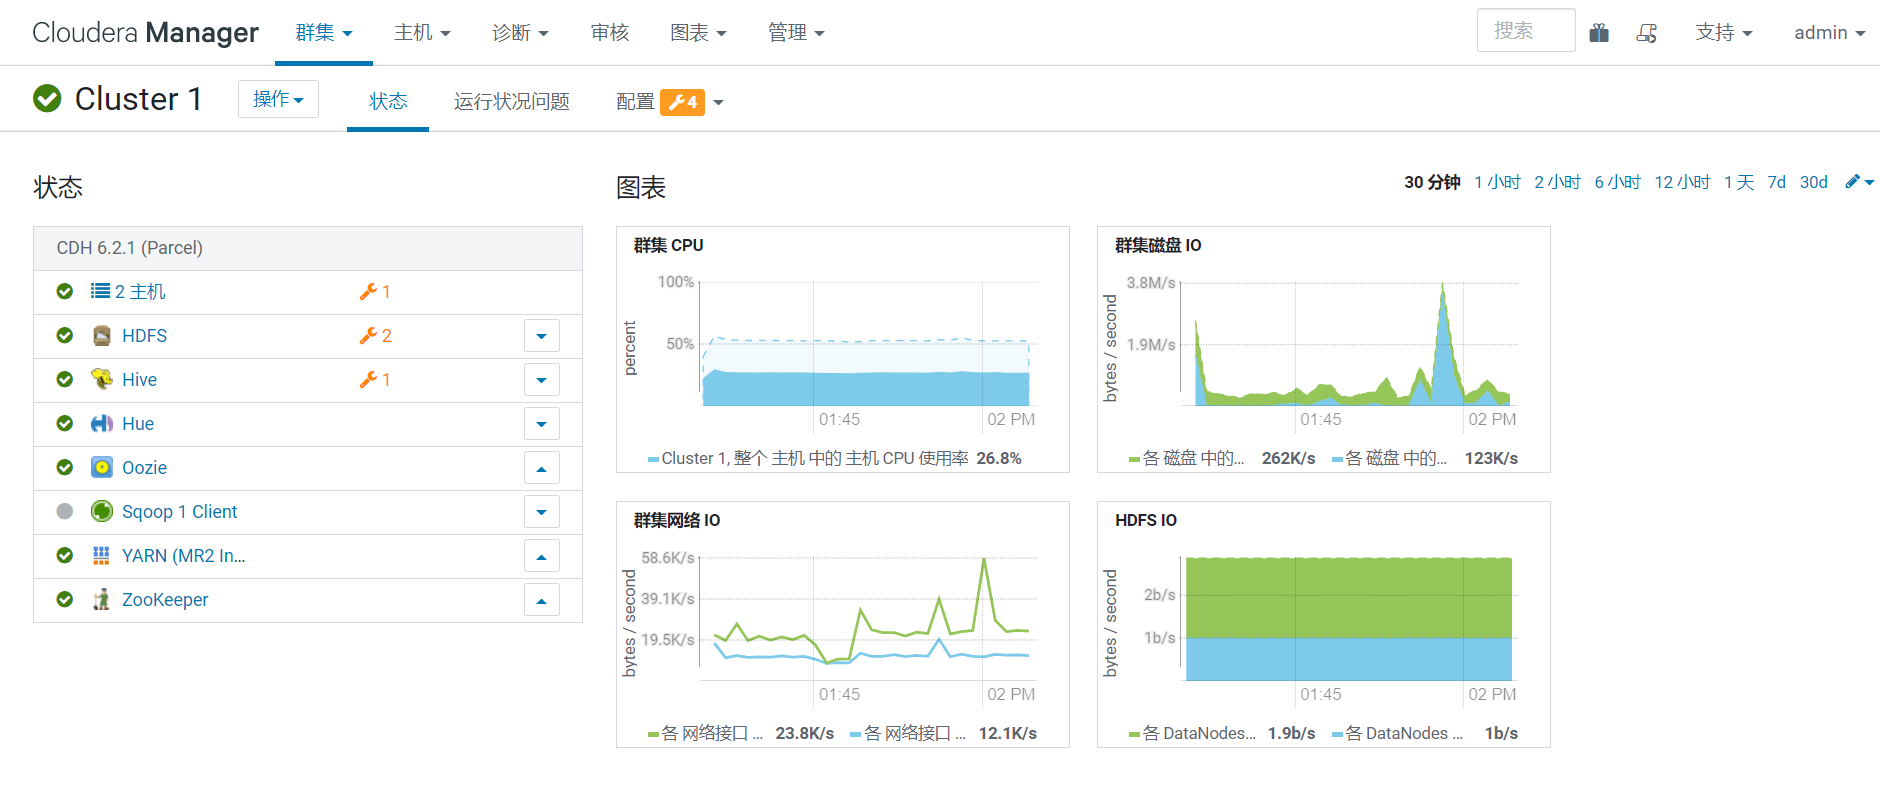 Cloudera Manager 群集 主机 诊断 审核 图表 管理 搜索 支持 admin
Cluster 1 操作 状态 运行状况问题 配置 4
状态
CDH 6.2.1 (Parcel)
2 主机 1
HDFS 2
Hive 1
Hue
Oozie
Sqoop 1 Client
YARN (MR2 In...
ZooKeeper
图表
30 分钟 1 小时 2 小时 6 小时 12 小时 1 天 7d 30d
群集 CPU
percent
100%
50%
01:45 02 PM
Cluster 1, 整个 主机 中的 主机 CPU 使用率 26.8%
群集磁盘 IO
bytes / second
3.8M/s
1.9M/s
01:45 02 PM
各 磁盘 中的... 262K/s 各 磁盘 中的... 123K/s
群集网络 IO
bytes / second
58.6K/s
39.1K/s
19.5K/s
01:45 02 PM
各 网络接口 ... 23.8K/s 各 网络接口 ... 12.1K/s
HDFS IO
bytes / second
2b/s
1b/s
01:45 02 PM
各 DataNodes... 1.9b/s 各 DataNodes ... 1b/s